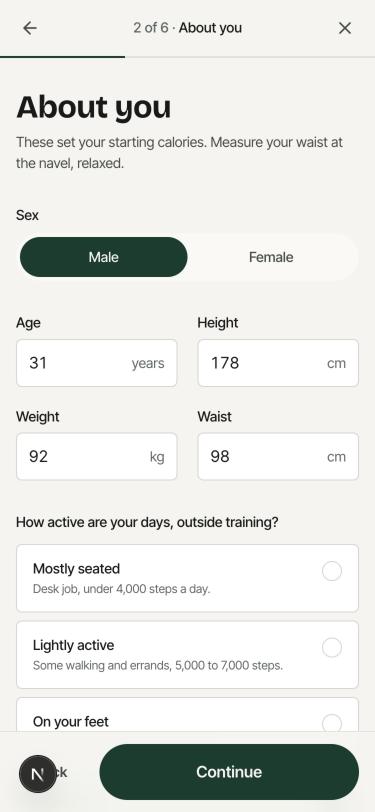 2 of 6 · About you
About you
These set your starting calories. Measure your waist at
the navel, relaxed.
Sex
Male Female
Age Height
31 years 178 cm
Weight Waist
92 kg 98 cm
How active are your days, outside training?
Mostly seated
Desk job, under 4,000 steps a day.
Lightly active
Some walking and errands, 5,000 to 7,000 steps.
On your feet
N ck Continue